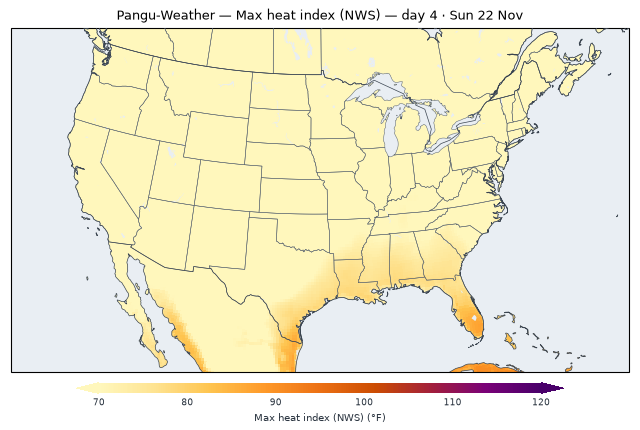 Pangu-Weather — Max heat index (NWS) — day 4 · Sun 22 Nov
70 80 90 100 110 120
Max heat index (NWS) (°F)